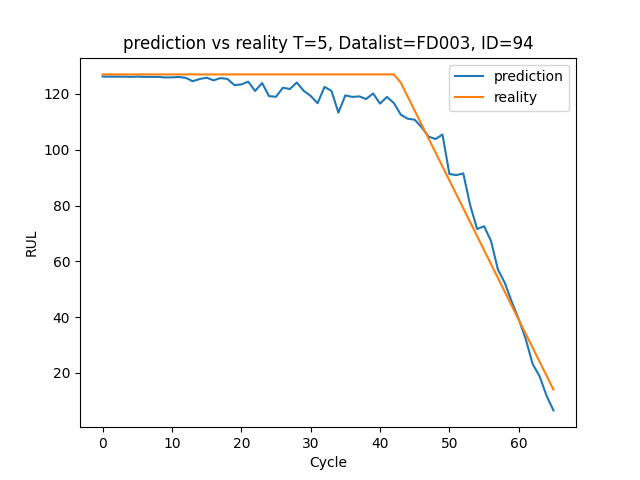 prediction vs reality T=5, Datalist=FD003, ID=94
prediction
reality
120
100
80
60
40
20
RUL
0 10 20 30 40 50 60
Cycle